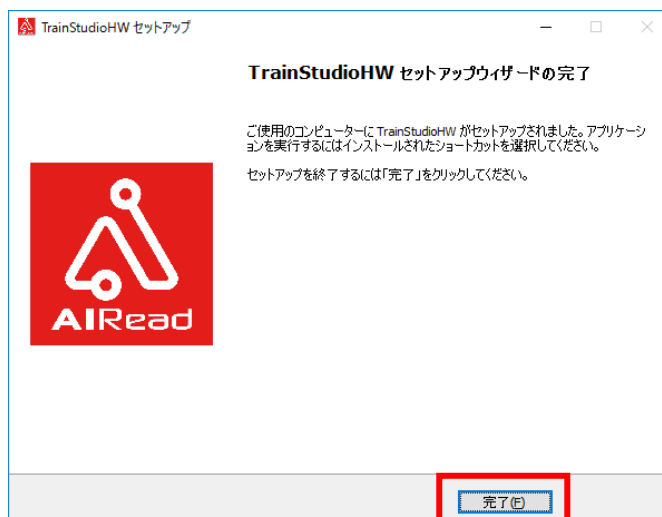 TrainStudioHW セットアップ
TrainStudioHW セットアップウィザードの完了
ご使用のコンピューターに TrainStudioHW がセットアップされました。アプリケーシ
ョンを実行するにはインストールされたショートカットを選択してください。
セットアップを終了するには「完了」をクリックしてください。
AIRead
完了(F)